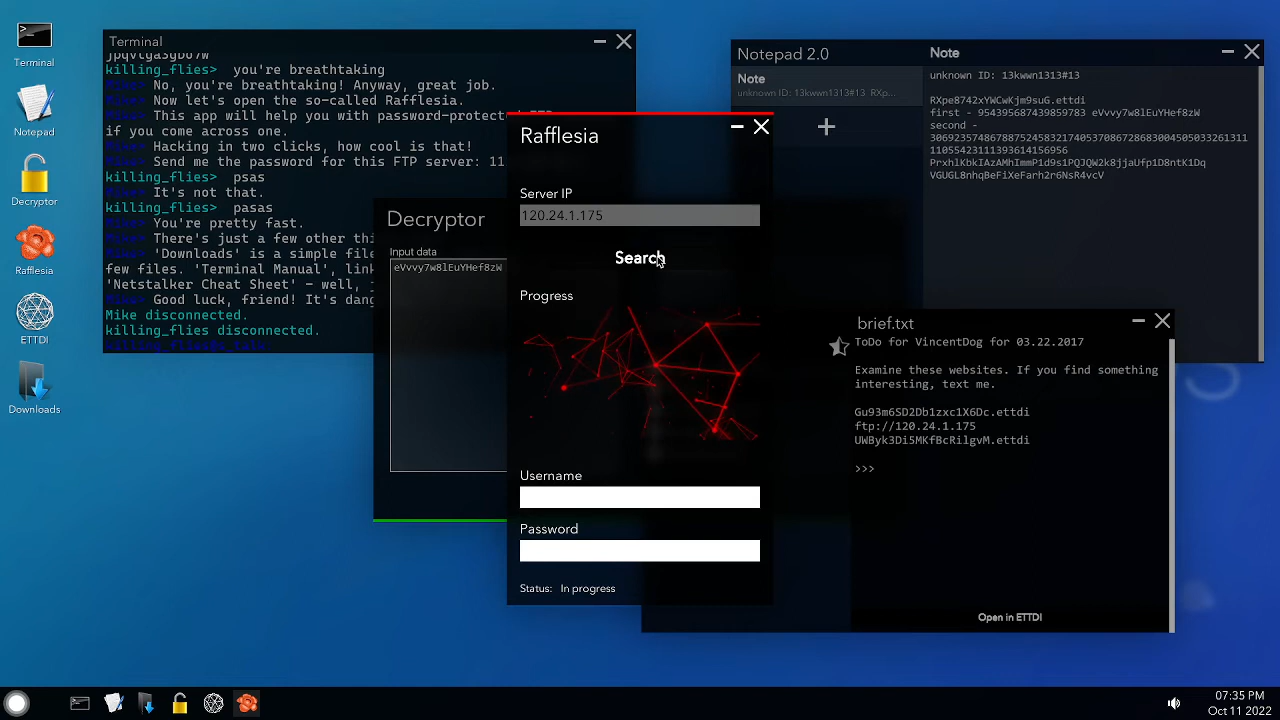 Terminal
Notepad
Decryptor
Rafflesia
ETTDI
Downloads
Terminal
jpqvtya3ybo7w
killing_flies> you're breathtaking
Mike> No, you're breathtaking! Anyway, great job.
Mike> Now let's open the so-called Rafflesia.
Mike> This app will help you with password-protect
if you come across one.
Mike> Hacking in two clicks, how cool is that!
Mike> Send me the password for this FTP server: 11
killing_flies> psas
Mike> It's not that.
killing_flies> pasas
Mike> You're pretty fast.
Mike> There's just a few other thi
Mike> 'Downloads' is a simple file
few files. 'Terminal Manual', link
'Netstalker Cheat Sheet' – well, j
Mike> Good luck, friend! It's dang
Mike disconnected.
killing_flies disconnected.
Decryptor
Input data
eVvvy7w8lEuYHef8zW
Rafflesia
Server IP
120.24.1.175
Search
Progress
Username
Password
Status: In progress
Notepad 2.0
Note
unknown ID: 13kwwn1313#13 RXp...
+
Note
unknown ID: 13kwwn1313#13
RXpe8742xYWCwKjm9suG.ettdi
first - 954395687439859783 eVvvy7w8lEuYHef8zW
second -
30692357486788752458321740537086728683004505033261311
1105542311393614156956
PrxhlKbkIAzAMhImmP1d9s1PQJQW2k8jjaUfp1D8ntK1Dq
VGUGL8nhqBeFiXeFarh2r6NsR4vcV
brief.txt
ToDo for VincentDog for 03.22.2017
Examine these websites. If you find something
interesting, text me.
Gu93m6SD2Db1zxc1X6Dc.ettdi
ftp://120.24.1.175
UWByk3Di5MKfBcRilgvM.ettdi
>>>
Open in ETTDI
07:35 PM
Oct 11 2022